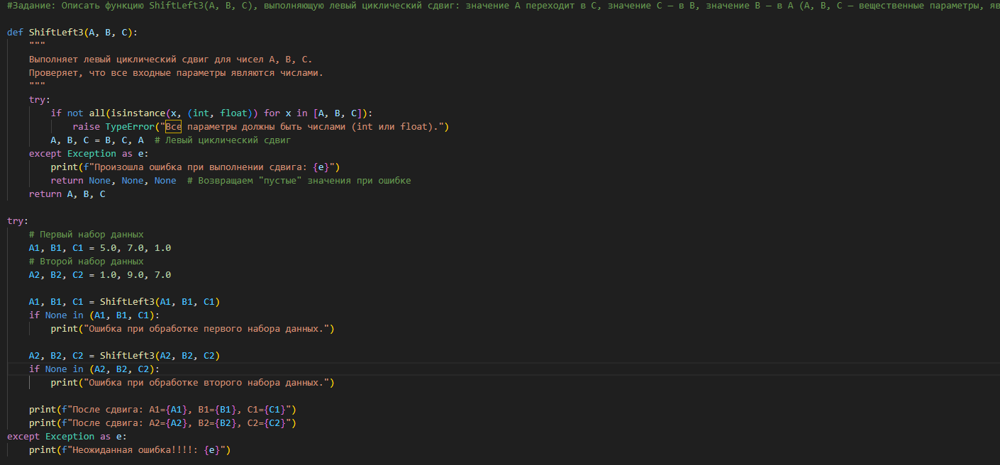 #Задание: Описать функцию ShiftLeft3(A, B, C), выполняющую левый циклический сдвиг: значение A переходит в C, значение C — в B, значение B — в A (A, B, C — вещественные параметры, яв
def ShiftLeft3(A, B, C):
    """
    Выполняет левый циклический сдвиг для чисел A, B, C.
    Проверяет, что все входные параметры являются числами.
    """
    try:
        if not all(isinstance(x, (int, float)) for x in [A, B, C]):
            raise TypeError("Все параметры должны быть числами (int или float).")
        A, B, C = B, C, A  # Левый циклический сдвиг
    except Exception as e:
        print(f"Произошла ошибка при выполнении сдвига: {e}")
        return None, None, None  # Возвращаем "пустые" значения при ошибке
    return A, B, C
try:
    # Первый набор данных
    A1, B1, C1 = 5.0, 7.0, 1.0
    # Второй набор данных
    A2, B2, C2 = 1.0, 9.0, 7.0
    A1, B1, C1 = ShiftLeft3(A1, B1, C1)
    if None in (A1, B1, C1):
        print("Ошибка при обработке первого набора данных.")
    A2, B2, C2 = ShiftLeft3(A2, B2, C2)
    if None in (A2, B2, C2):
        print("Ошибка при обработке второго набора данных.")
    print(f"После сдвига: A1={A1}, B1={B1}, C1={C1}")
    print(f"После сдвига: A2={A2}, B2={B2}, C2={C2}")
except Exception as e:
    print(f"Неожиданная ошибка!!!!: {e}")